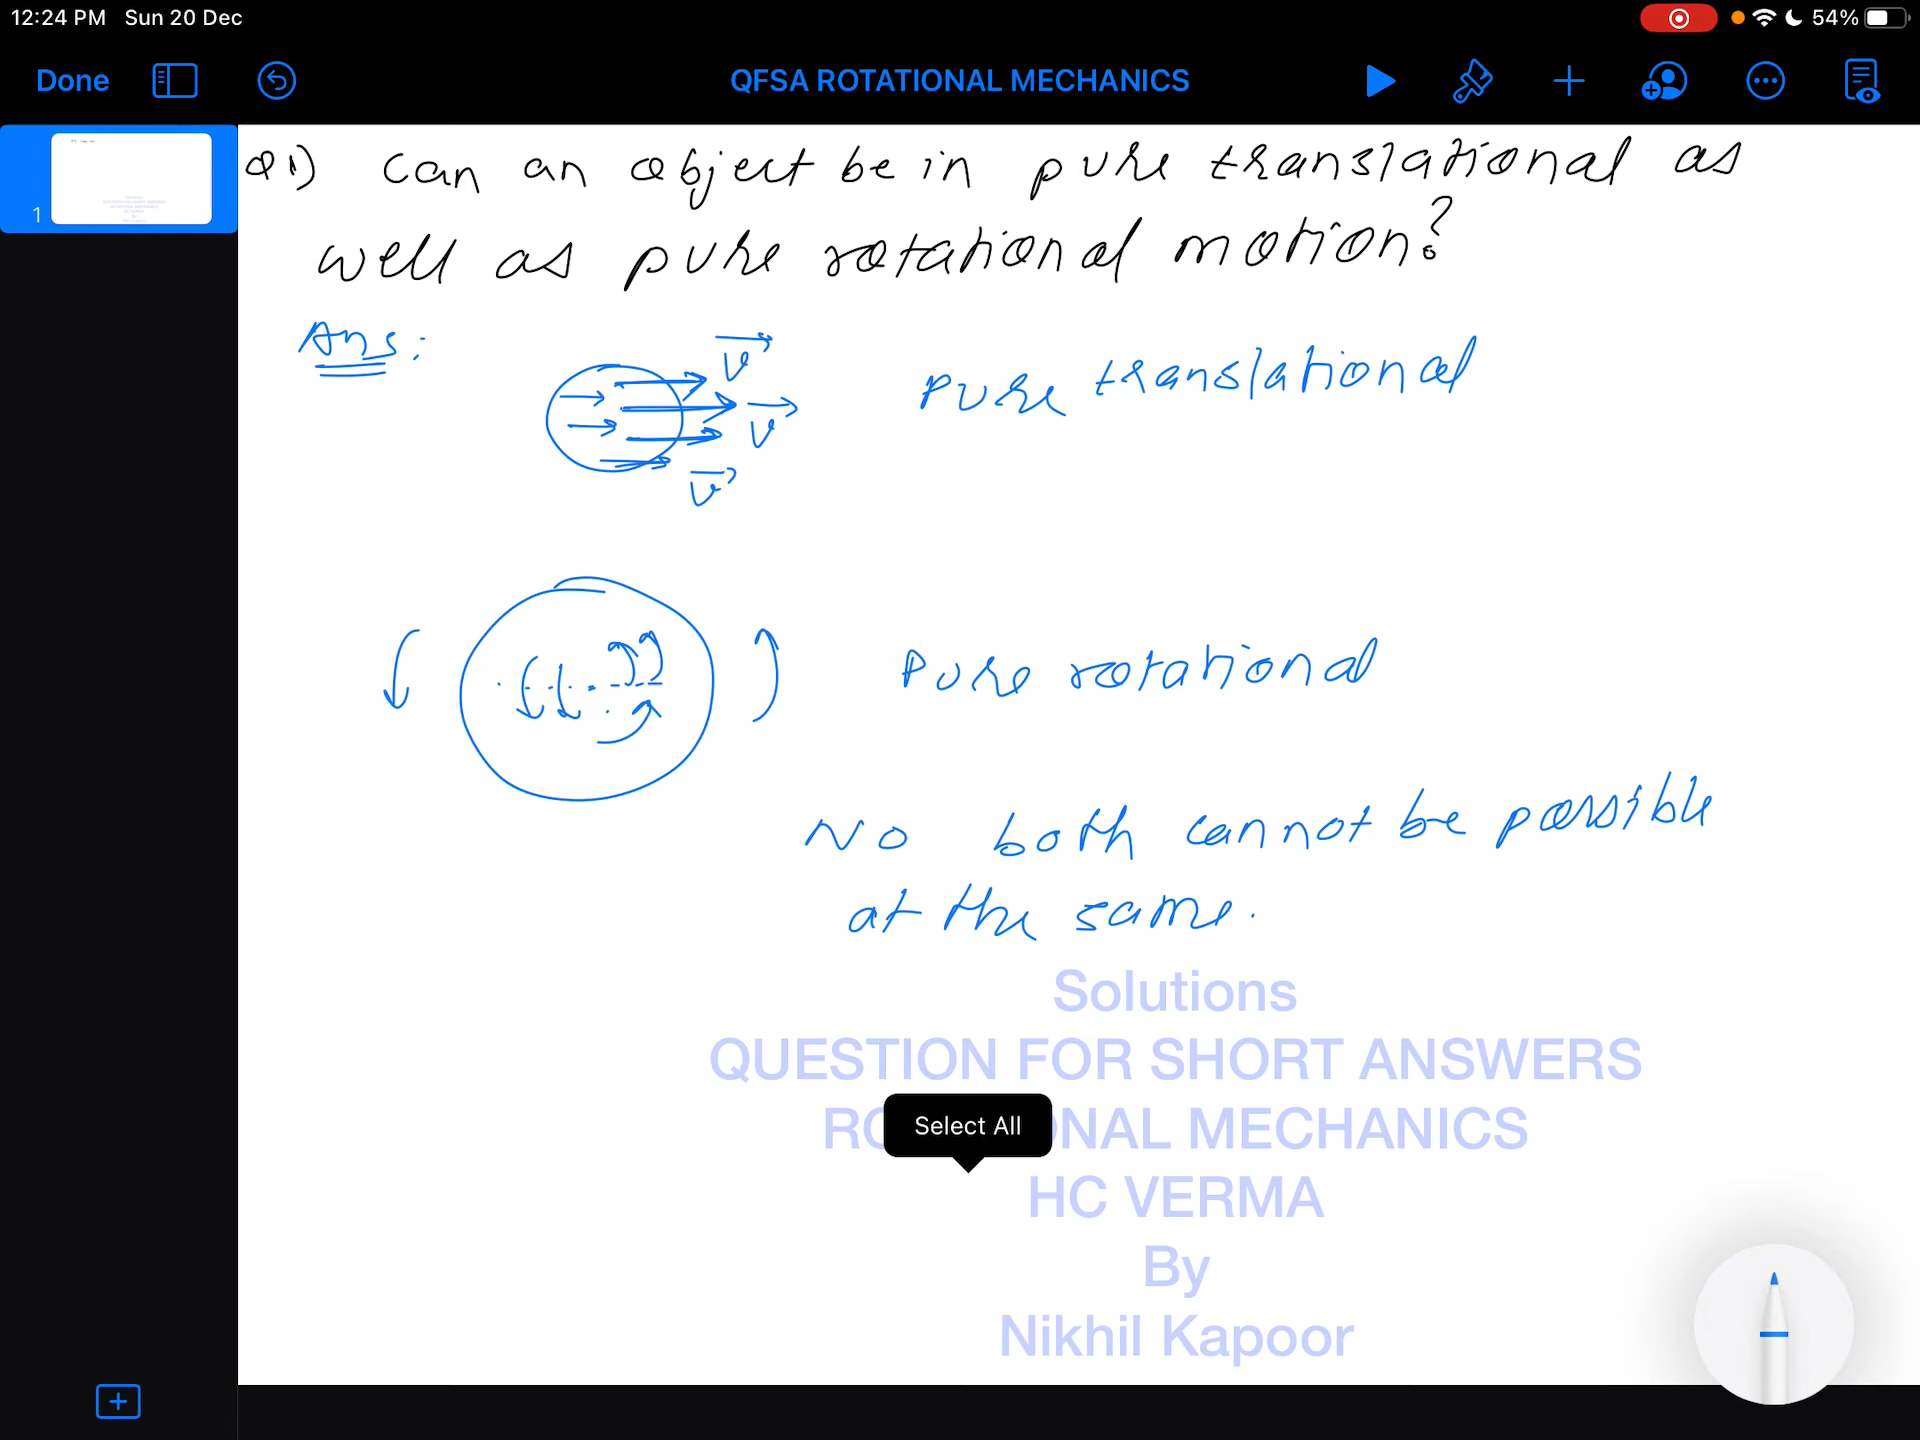 12:24 PM Sun 20 Dec
54%
Done
QFSA ROTATIONAL MECHANICS
1
Q1) Can an object be in pure translational as
well as pure rotational motion?
Ans:
V
V
V
Pure translational
Pure rotational
No both cannot be possible
at the same.
Solutions
QUESTION FOR SHORT ANSWERS
RO NAL MECHANICS
Select All
HC VERMA
By
Nikhil Kapoor